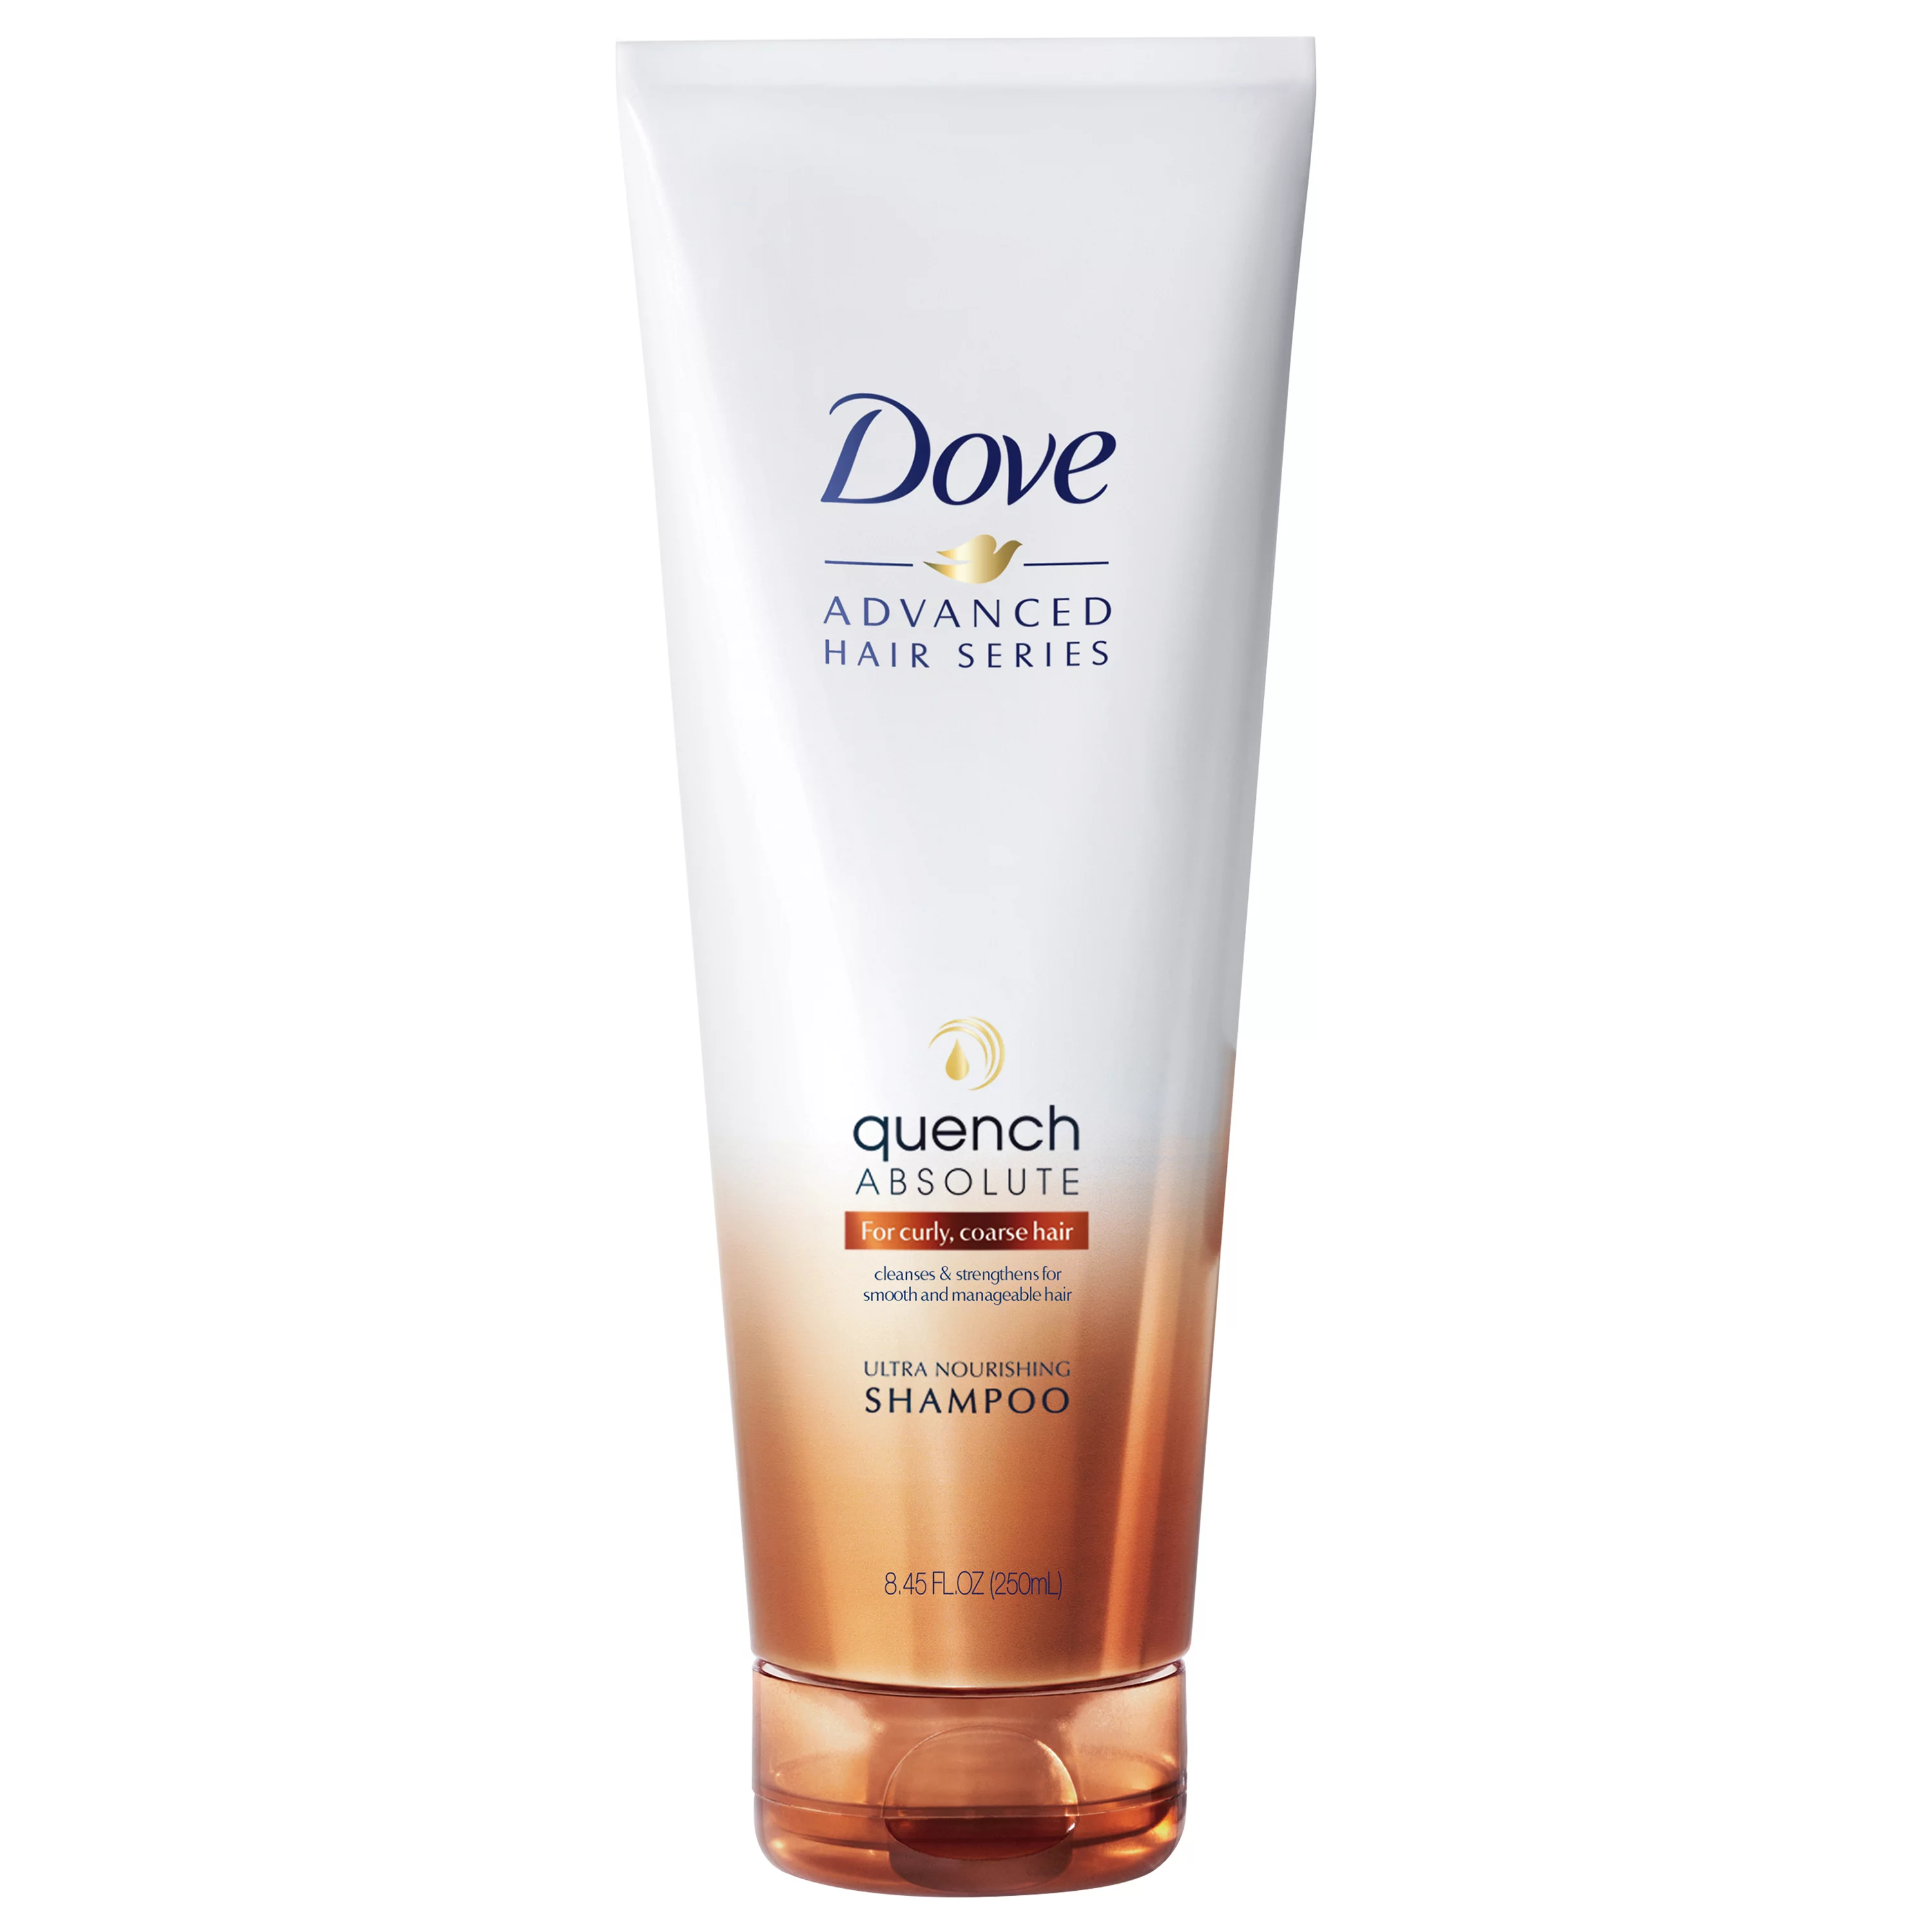 Dove
ADVANCED
HAIR SERIES
quench
ABSOLUTE
For curly, coarse hair
cleanses & strengthens for
smooth and manageable hair
ULTRA NOURISHING
SHAMPOO
8.45 FL.OZ (250mL)